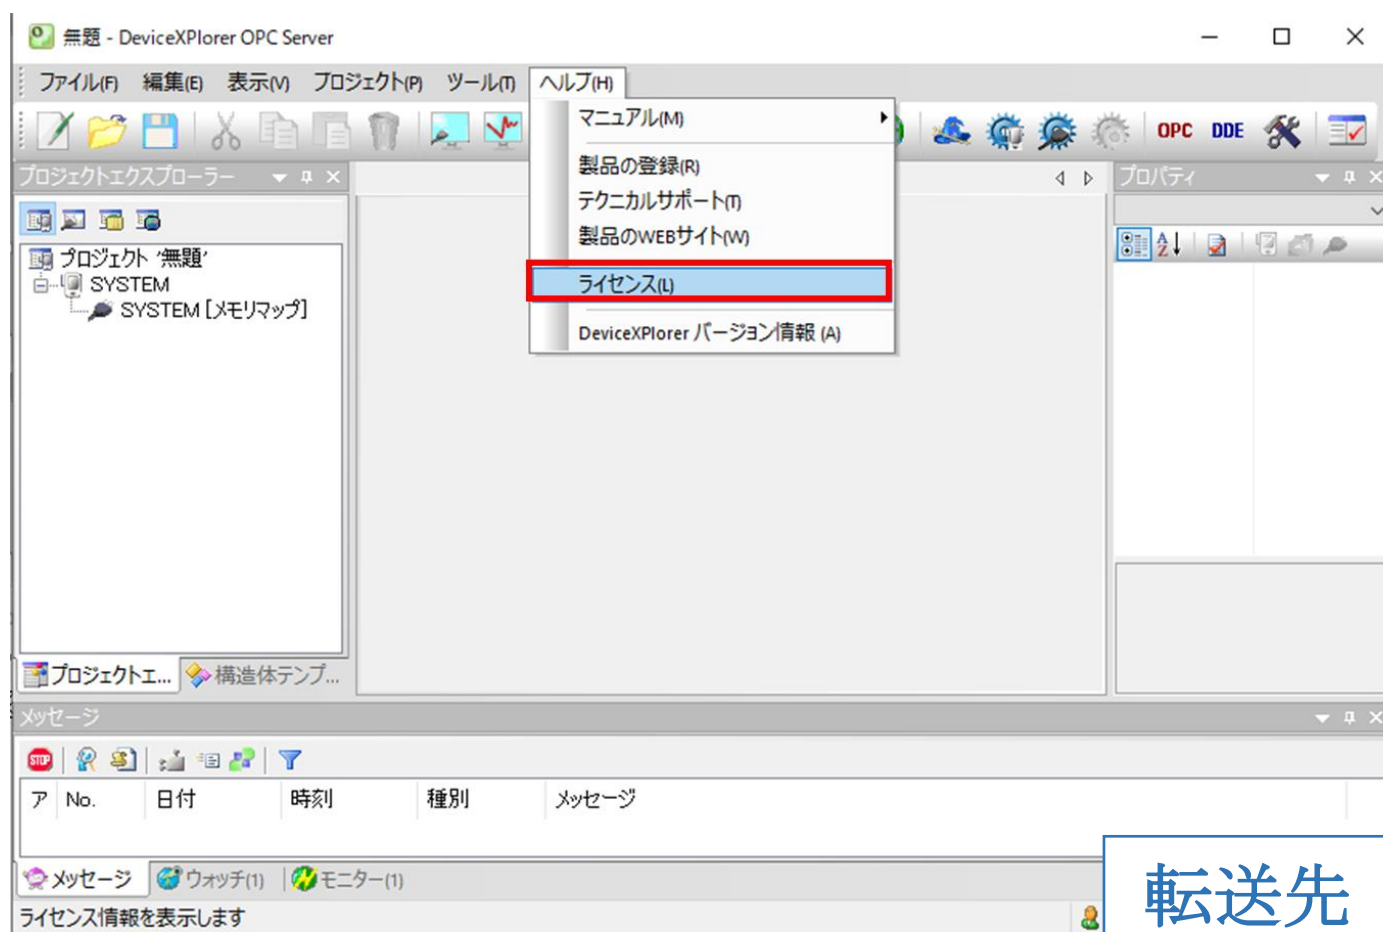 無題 - DeviceXPlorer OPC Server
ファイル(F) 編集(E) 表示(V) プロジェクト(P) ツール(T) ヘルプ(H)
マニュアル(M)
製品の登録(R)
テクニカルサポート(T)
製品のWEBサイト(W)
ライセンス(L)
DeviceXPlorer バージョン情報 (A)
OPC DDE
プロジェクトエクスプローラー
プロパティ
プロジェクト '無題'
SYSTEM
SYSTEM [メモリマップ]
プロジェクトエ... 構造体テンプ...
メッセージ
STOP
ア No. 日付 時刻 種別 メッセージ
メッセージ ウォッチ(1) モニター(1)
ライセンス情報を表示します
転送先